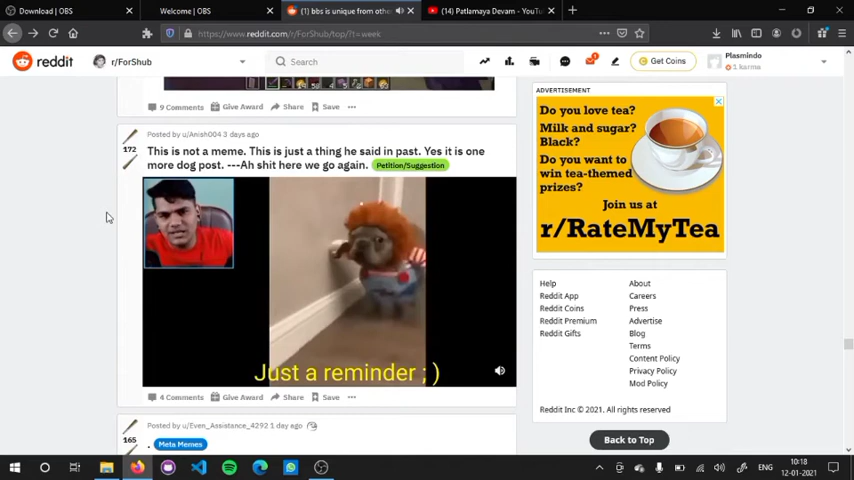 Download | OBS
Welcome | OBS
(1) bbs is unique from othe
(14) Patlamaya Devam - YouT
https://www.reddit.com/r/ForShub/top/?t=week
reddit
r/ForShub
Search
Get Coins
Plasmindo
1 karma
9 Comments Give Award Share Save
Posted by u/Anish004 3 days ago
172
This is not a meme. This is just a thing he said in past. Yes it is one
more dog post. ---Ah shit here we go again. Petition/Suggestion
Just a reminder ; )
4 Comments Give Award Share Save
Posted by u/Even_Assistance_4292 1 day ago
165
. Meta Memes
ADVERTISEMENT
Do you love tea?
Milk and sugar?
Black?
Do you want to
win tea-themed
prizes?
Join us at
r/RateMyTea
Help About
Reddit App Careers
Reddit Coins Press
Reddit Premium Advertise
Reddit Gifts Blog
Terms
Content Policy
Privacy Policy
Mod Policy
Reddit Inc © 2021. All rights reserved
Back to Top
ENG
10:18
12-01-2021